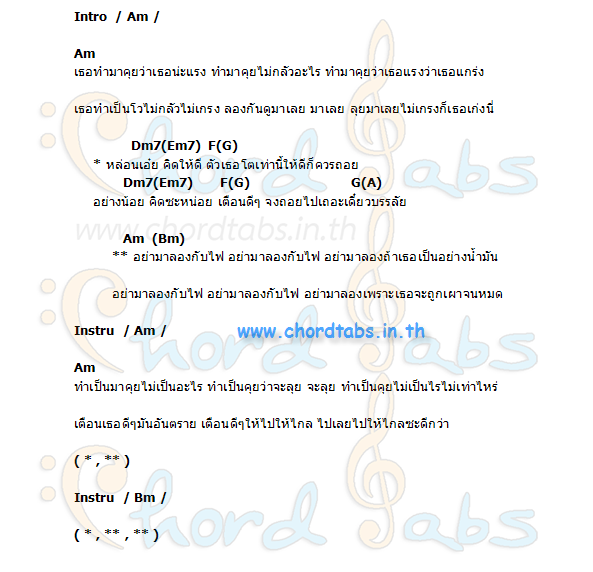 Intro / Am /
Am
เธอทำมาคุยว่าเธอน่ะแรง ทำมาคุยไม่กลัวอะไร ทำมาคุยว่าเธอแรงว่าเธอแกร่ง
เธอทำเป็นโวไม่กลัวไม่เกรง ลองกันดูมาเลย มาเลย ลุยมาเลยไม่เกรงก็เธอเก่งนี่
Dm7(Em7) F(G)
* หล่อนเอ๋ย คิดให้ดี ตัวเธอโตเท่านี้ให้ดีก็ควรถอย
Dm7(Em7) F(G) G(A)
อย่างน้อย คิดซะหน่อย เตือนดีๆ จงถอยไปเถอะเดี๋ยวบรรลัย
www.chordtabs.in.th
Am (Bm)
** อย่ามาลองกับไฟ อย่ามาลองกับไฟ อย่ามาลองถ้าเธอเป็นอย่างน้ำมัน
อย่ามาลองกับไฟ อย่ามาลองกับไฟ อย่ามาลองเพราะเธอจะถูกเผาจนหมด
Instru / Am / www.chordtabs.in.th
Am
ทำเป็นมาคุยไม่เป็นอะไร ทำเป็นคุยว่าจะลุย จะลุย ทำเป็นคุยไม่เป็นไรไม่เท่าไหร่
เตือนเธอดีๆมันอันตราย เตือนดีๆให้ไปให้ไกล ไปเลยไปให้ไกลซะดีกว่า
( * , ** )
Instru / Bm /
( * , ** , ** )